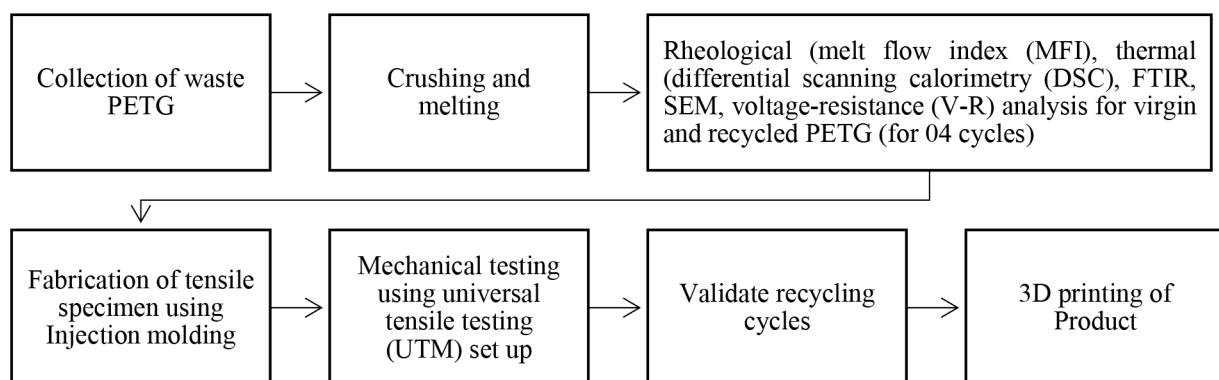 Collection of waste
PETG
Crushing and
melting
Rheological (melt flow index (MFI), thermal
(differential scanning calorimetry (DSC), FTIR,
SEM, voltage-resistance (V-R) analysis for virgin
and recycled PETG (for 04 cycles)
Fabrication of tensile
specimen using
Injection molding
Mechanical testing
using universal
tensile testing
(UTM) set up
Validate recycling
cycles
3D printing of
Product